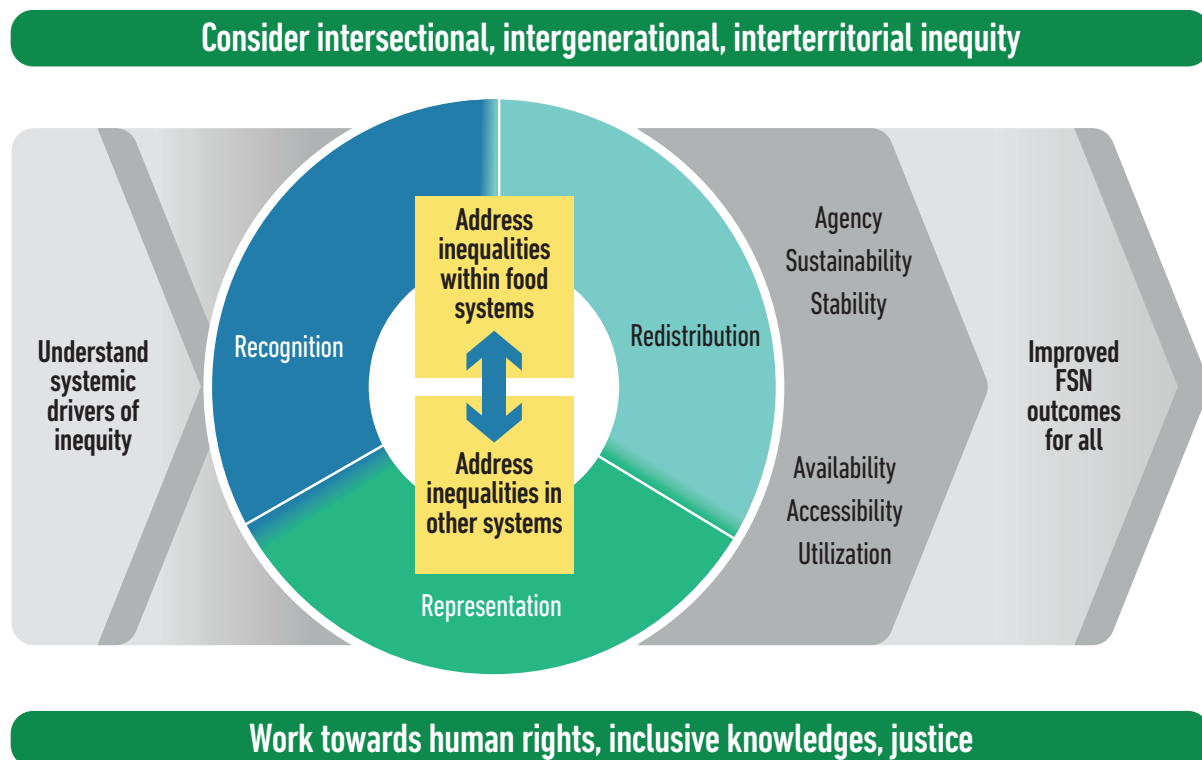 Consider intersectional, intergenerational, interterritorial inequity
Understand
systemic
drivers of
inequity
Recognition
Address
inequalities
within food
systems
Address
inequalities in
other systems
Redistribution
Representation
Agency
Sustainability
Stability
Availability
Accessibility
Utilization
Improved
FSN
outcomes
for all
Work towards human rights, inclusive knowledges, justice